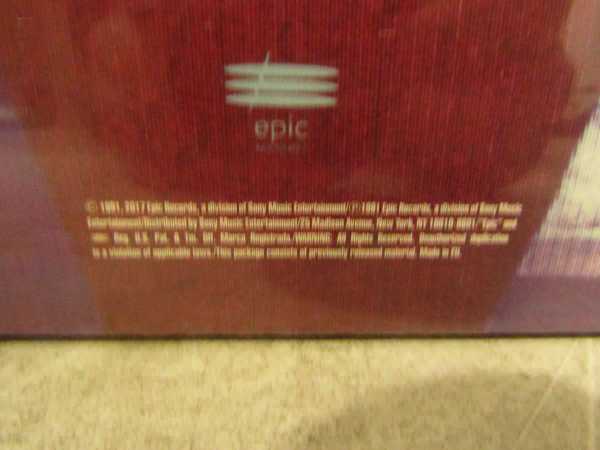 epic
© 1991, 2017 Epic Records, a division of Sony Music Entertainment/℗ 1991 Epic Records, a division of Sony Music
Entertainment/Distributed by Sony Music Entertainment/25 Madison Avenue, New York, NY 10010-8601/"Epic" and
Reg. U.S. Pat. & Tm. Off. Marca Registrada./WARNING: All Rights Reserved. Unauthorized duplication
is a violation of applicable laws./This package consists of previously released material. Made in EU.